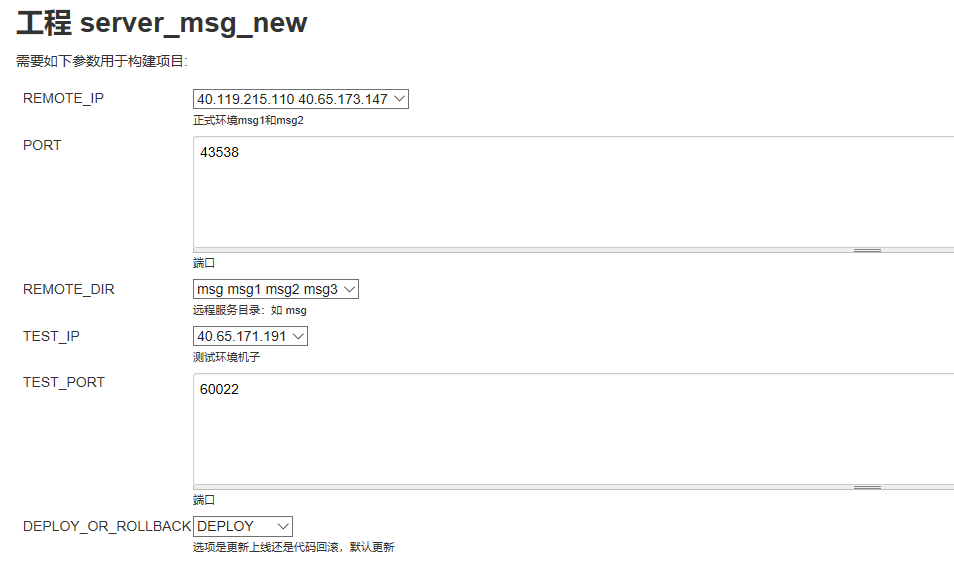 工程 server_msg_new
需要如下参数用于构建项目:
REMOTE_IP
40.119.215.110 40.65.173.147
正式环境msg1和msg2
PORT
43538
端口
REMOTE_DIR
msg msg1 msg2 msg3
远程服务目录：如 msg
TEST_IP
40.65.171.191
测试环境机子
TEST_PORT
60022
端口
DEPLOY_OR_ROLLBACK
DEPLOY
选项是更新上线还是代码回滚，默认更新